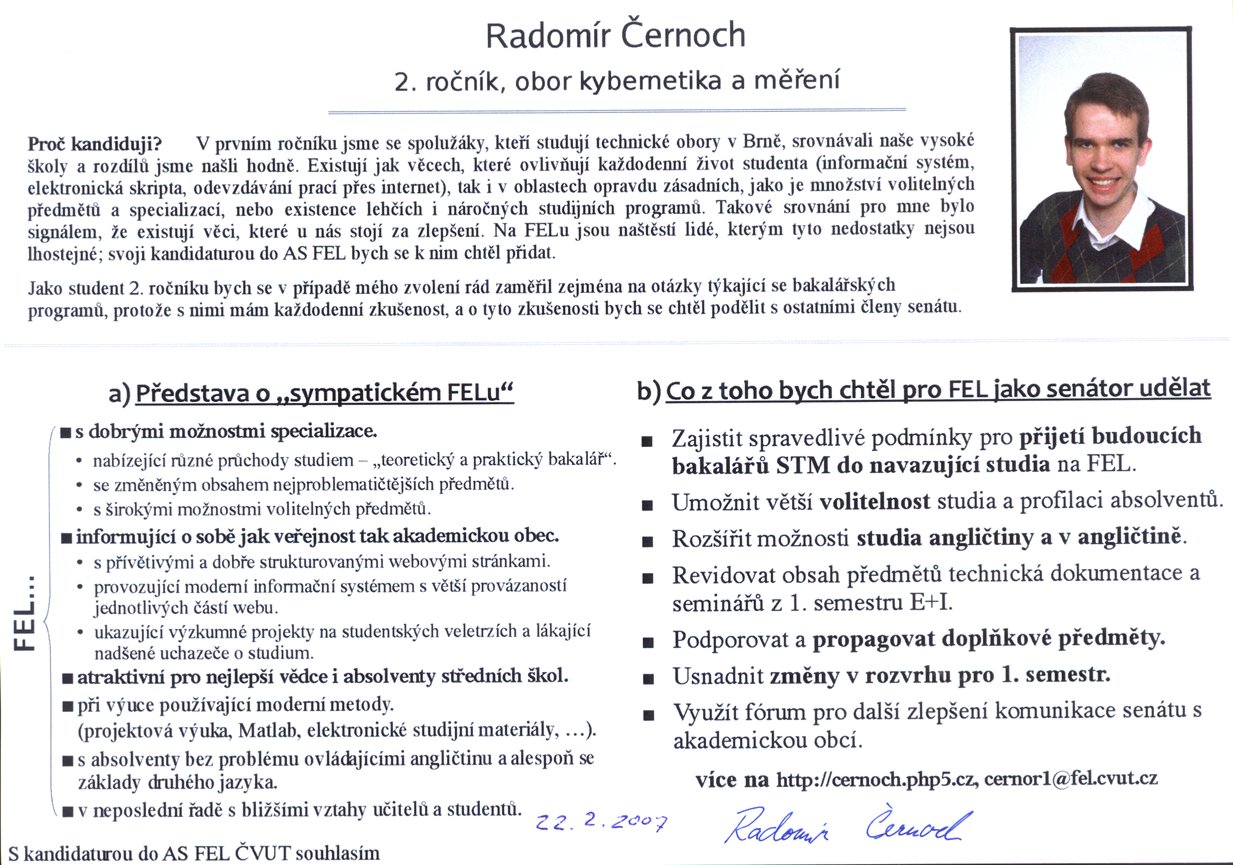 Radomír Černoch
2. ročník, obor kybernetika a měření
Proč kandiduji? V prvním ročníku jsme se spolužáky, kteří studují technické obory v Brně, srovnávali naše vysoké
školy a rozdílů jsme našli hodně. Existují jak věcech, které ovlivňují každodenní život studenta (informační systém,
elektronická skripta, odevzdávání prací přes internet), tak i v oblastech opravdu zásadních, jako je množství volitelných
předmětů a specializací, nebo existence lehčích i náročných studijních programů. Takové srovnání pro mne bylo
signálem, že existují věci, které u nás stojí za zlepšení. Na FELu jsou naštěstí lidé, kterým tyto nedostatky nejsou
lhostejné; svoji kandidaturou do AS FEL bych se k nim chtěl přidat.
Jako student 2. ročníku bych se v případě mého zvolení rád zaměřil zejména na otázky týkající se bakalářských
programů, protože s nimi mám každodenní zkušenost, a o tyto zkušenosti bych se chtěl podělit s ostatními členy senátu.
a) Představa o „sympatickém FELu“
FEL...
■ s dobrými možnostmi specializace.
• nabízející různé průchody studiem – „teoretický a praktický bakalář“.
• se změněným obsahem nejproblematičtějších předmětů.
• s širokými možnostmi volitelných předmětů.
■ informující o sobě jak veřejnost tak akademickou obec.
• s přívětivými a dobře strukturovanými webovými stránkami.
• provozující moderní informační systémem s větší provázaností
jednotlivých částí webu.
• ukazující výzkumné projekty na studentských veletrzích a lákající
nadšené uchazeče o studium.
■ atraktivní pro nejlepší vědce i absolventy středních škol.
■ při výuce používající moderní metody.
(projektová výuka, Matlab, elektronické studijní materiály, …).
■ s absolventy bez problému ovládajícími angličtinu a alespoň se
základy druhého jazyka.
■ v neposlední řadě s bližšími vztahy učitelů a studentů.
b) Co z toho bych chtěl pro FEL jako senátor udělat
■ Zajistit spravedlivé podmínky pro přijetí budoucích
bakalářů STM do navazující studia na FEL.
■ Umožnit větší volitelnost studia a profilaci absolventů.
■ Rozšířit možnosti studia angličtiny a v angličtině.
■ Revidovat obsah předmětů technická dokumentace a
seminářů z 1. semestru E+I.
■ Podporovat a propagovat doplňkové předměty.
■ Usnadnit změny v rozvrhu pro 1. semestr.
■ Využít fórum pro další zlepšení komunikace senátu s
akademickou obcí.
více na http://cernoch.php5.cz, cernor1@fel.cvut.cz
22. 2. 2007 Radomír Černoch
S kandidaturou do AS FEL ČVUT souhlasím